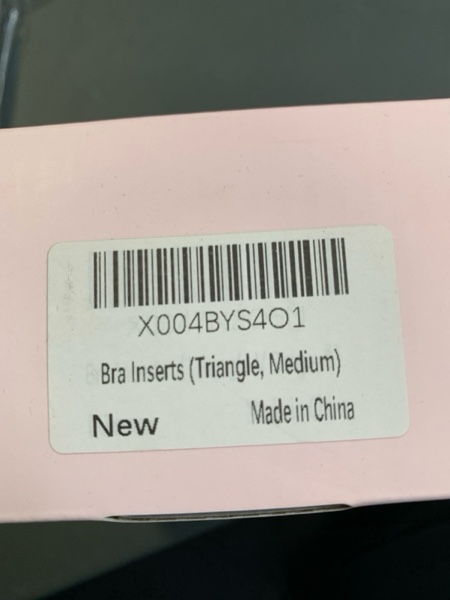 X004BYS4O1
Bra Inserts (Triangle, Medium)
New
Made in China